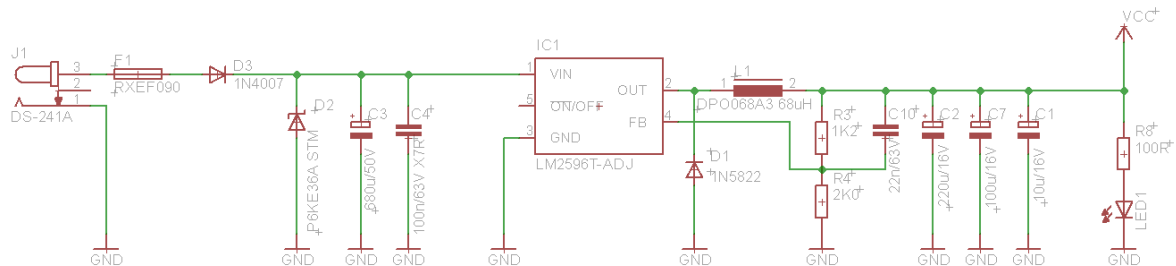 J1
3
2
1
DS-241A
GND
F1
RXEF090
D3
1N4007
D2
P6KE36A STM
GND
C3
680u/50V
GND
C4
100n/63V X7R
GND
IC1
1
VIN
5
ON/OFF
3
GND
OUT
2
FB
4
LM2596T-ADJ
GND
L1
1
2
DPO068A3 68uH
D1
1N5822
GND
R3
1K2
R4
2K0
GND
C10
22n/63V
C2
220u/16V
GND
C7
100u/16V
GND
C1
10u/16V
GND
VCC
R8
100R
LED1
GND